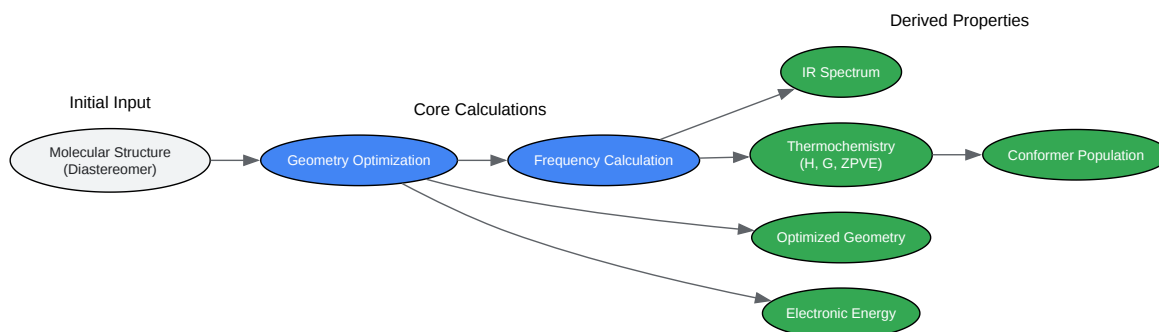 Derived Properties
IR Spectrum
Initial Input
Core Calculations
Molecular Structure
(Diastereomer)
Geometry Optimization
Frequency Calculation
Thermochemistry
(H, G, ZPVE)
Conformer Population
Optimized Geometry
Electronic Energy